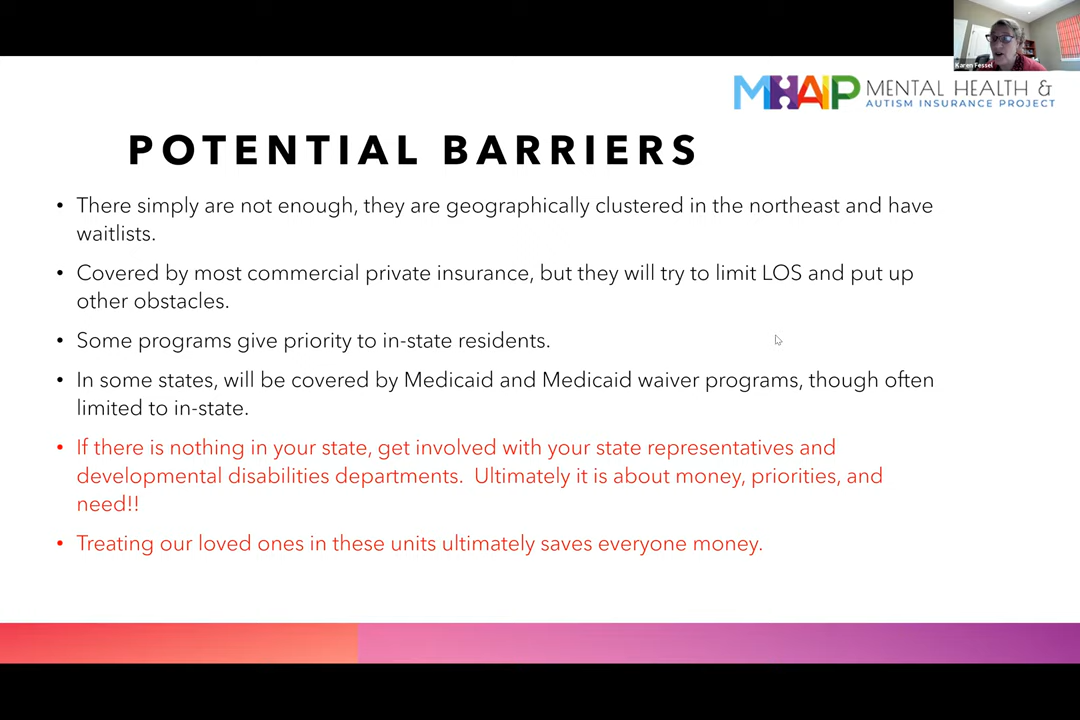 Karen Fessel
MHAIP MENTAL HEALTH &
AUTISM INSURANCE PROJECT
POTENTIAL BARRIERS
• There simply are not enough, they are geographically clustered in the northeast and have
waitlists.
• Covered by most commercial private insurance, but they will try to limit LOS and put up
other obstacles.
• Some programs give priority to in-state residents.
• In some states, will be covered by Medicaid and Medicaid waiver programs, though often
limited to in-state.
• If there is nothing in your state, get involved with your state representatives and
developmental disabilities departments.  Ultimately it is about money, priorities, and
need!!
• Treating our loved ones in these units ultimately saves everyone money.